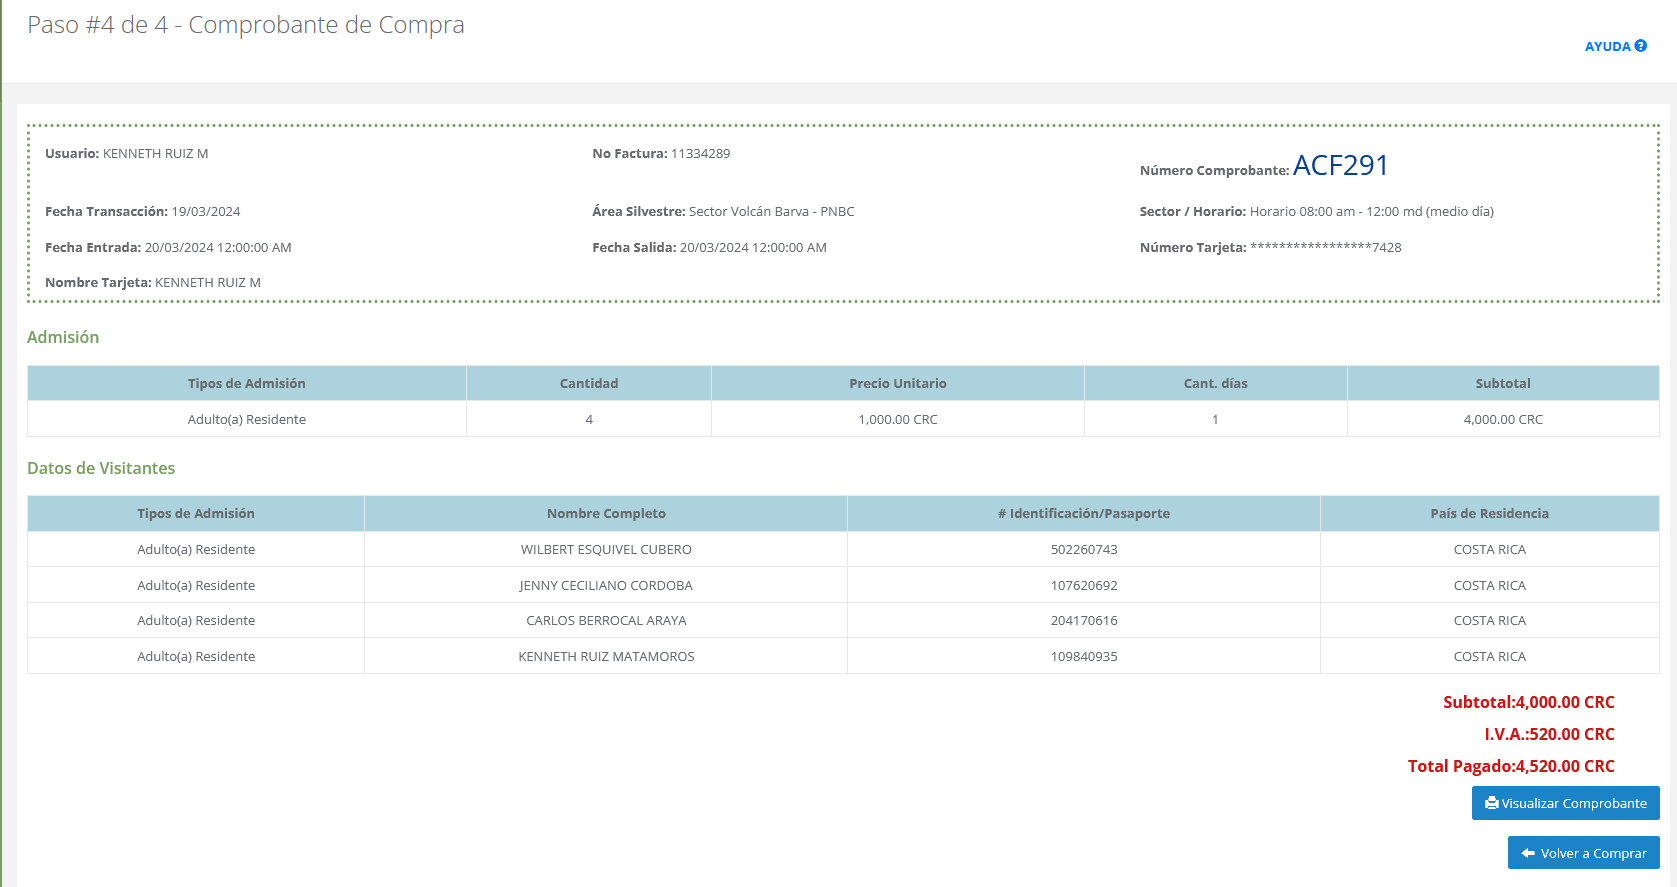 Paso #4 de 4 - Comprobante de Compra
AYUDA
Usuario: KENNETH RUIZ M
No Factura: 11334289
Número Comprobante: ACF291
Fecha Transacción: 19/03/2024
Área Silvestre: Sector Volcán Barva - PNBC
Sector / Horario: Horario 08:00 am - 12:00 md (medio día)
Fecha Entrada: 20/03/2024 12:00:00 AM
Fecha Salida: 20/03/2024 12:00:00 AM
Número Tarjeta: *****************7428
Nombre Tarjeta: KENNETH RUIZ M
Admisión
Tipos de Admisión Cantidad Precio Unitario Cant. días Subtotal
Adulto(a) Residente 4 1,000.00 CRC 1 4,000.00 CRC
Datos de Visitantes
Tipos de Admisión Nombre Completo # Identificación/Pasaporte País de Residencia
Adulto(a) Residente WILBERT ESQUIVEL CUBERO 502260743 COSTA RICA
Adulto(a) Residente JENNY CECILIANO CORDOBA 107620692 COSTA RICA
Adulto(a) Residente CARLOS BERROCAL ARAYA 204170616 COSTA RICA
Adulto(a) Residente KENNETH RUIZ MATAMOROS 109840935 COSTA RICA
Subtotal:4,000.00 CRC
I.V.A.:520.00 CRC
Total Pagado:4,520.00 CRC
Visualizar Comprobante
Volver a Comprar